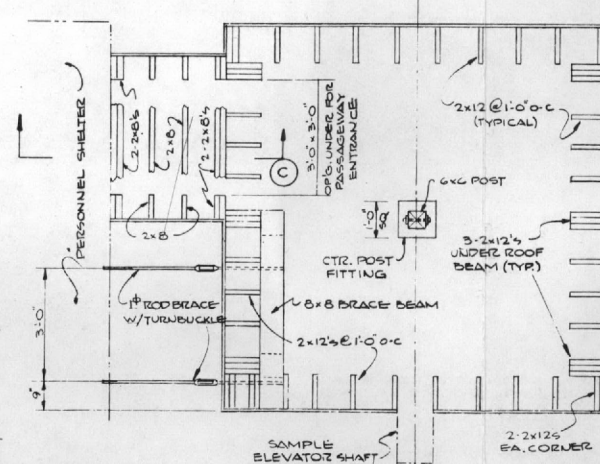 PERSONNEL SHELTER
2-2x8's
2x8
2-2x8's
2x8
C
3'-0" x 3'-0"
OP'G. UNDER FOR
PASSAGEWAY
ENTRANCE
2x12 @ 1'-0" o-c
(TYPICAL)
6x6 POST
1'-0"
SQ
CTR. POST
FITTING
3-2x12's
UNDER ROOF
BEAM (TYP.)
1"ϕ ROD BRACE
W/TURNBUCKLE
8x8 BRACE BEAM
2x12's @ 1'-0" o-c
3'-0"
9"
SAMPLE
ELEVATOR SHAFT
2-2x12s
EA. CORNER